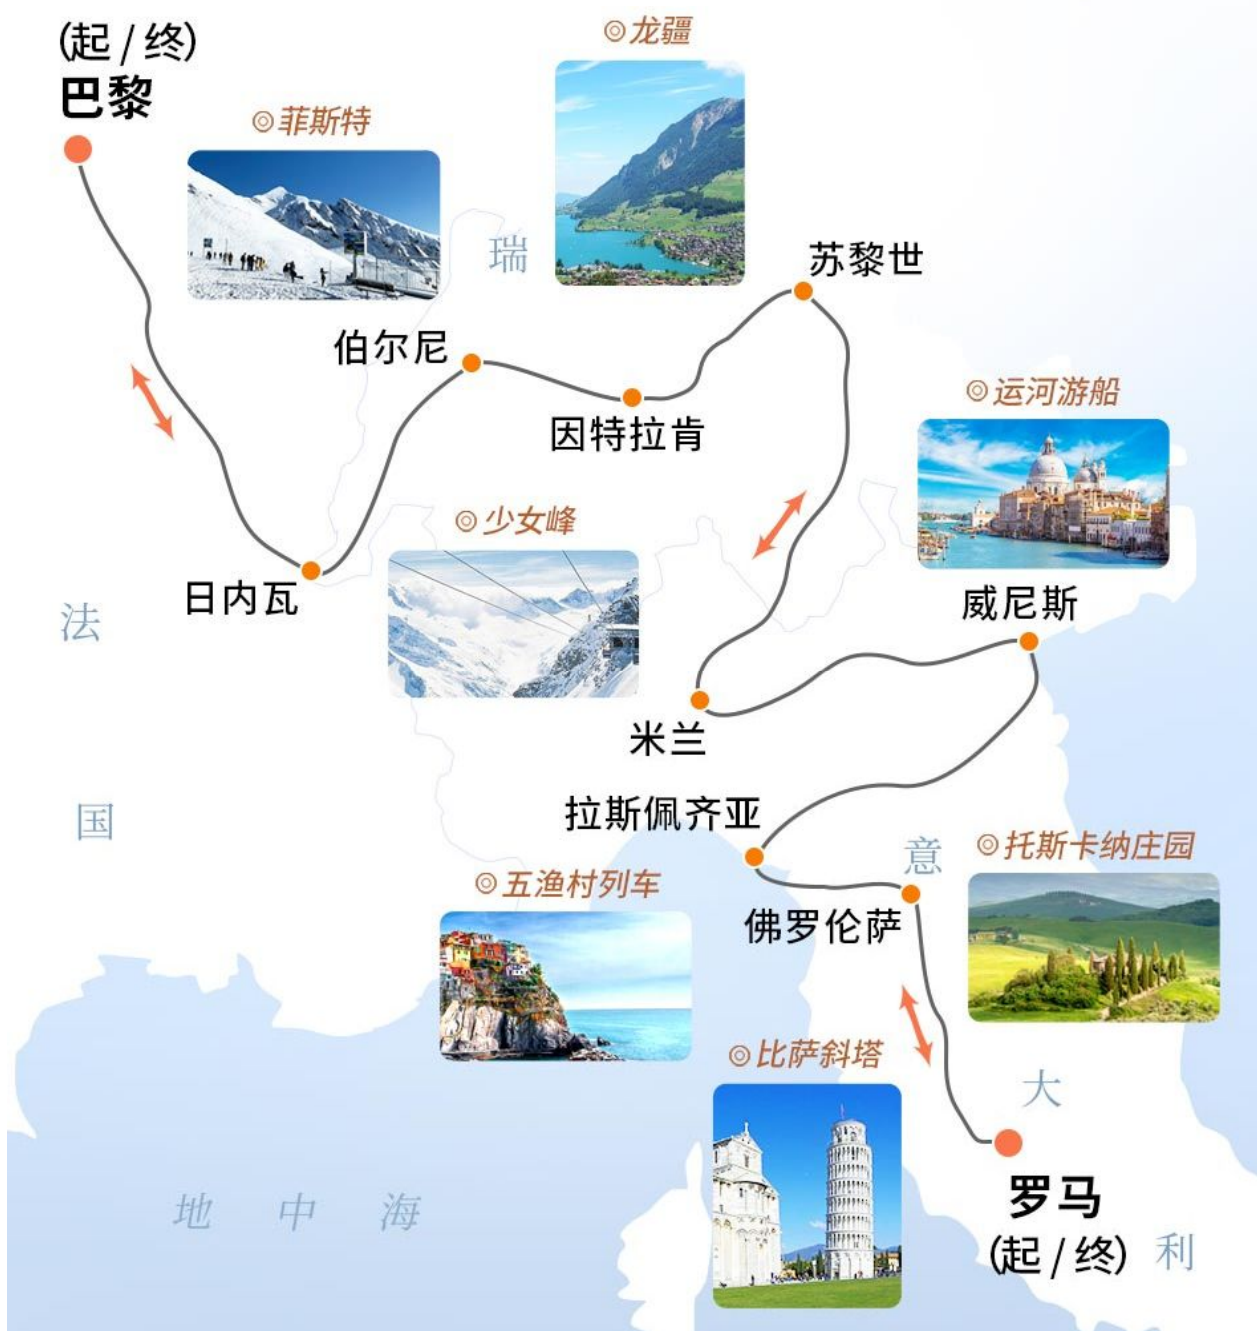 （起 / 终）
巴黎
龙疆
菲斯特
瑞
苏黎世
伯尔尼
因特拉肯
运河游船
少女峰
日内瓦
威尼斯
法
米兰
拉斯佩齐亚
国
意
托斯卡纳庄园
五渔村列车
佛罗伦萨
比萨斜塔
大
罗马
（起 / 终）
地中海
利